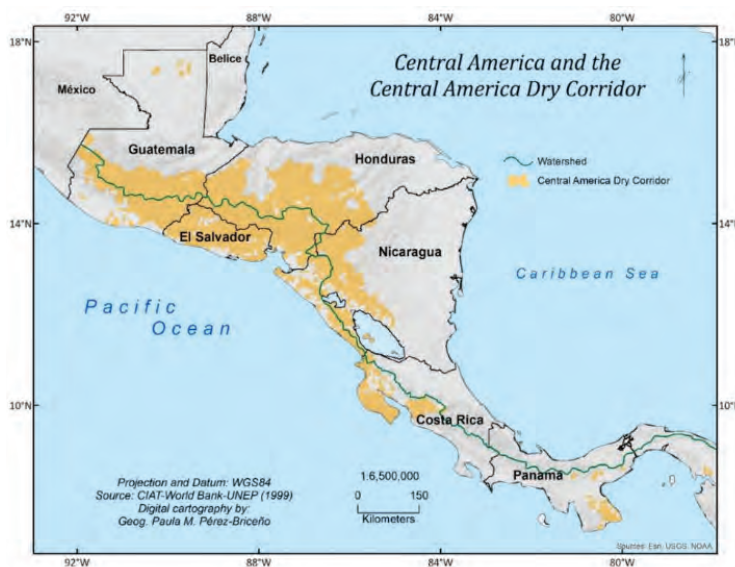 92°W 88°W 84°W 80°W
18°N 18°N
Belice
México
Central America and the
Central America Dry Corridor
Guatemala
Honduras
Watershed
Central America Dry Corridor
14°N 14°N
El Salvador
Nicaragua
Caribbean Sea
Pacific
Ocean
10°N 10°N
Costa Rica
Panama
Projection and Datum: WGS84
Source: CIAT-World Bank-UNEP (1999)
Digital cartography by:
Geog. Paula M. Pérez-Briceño
1:6,500,000
0 150
Kilometers
Sources: Esri, USGS, NOAA
92°W 88°W 84°W 80°W